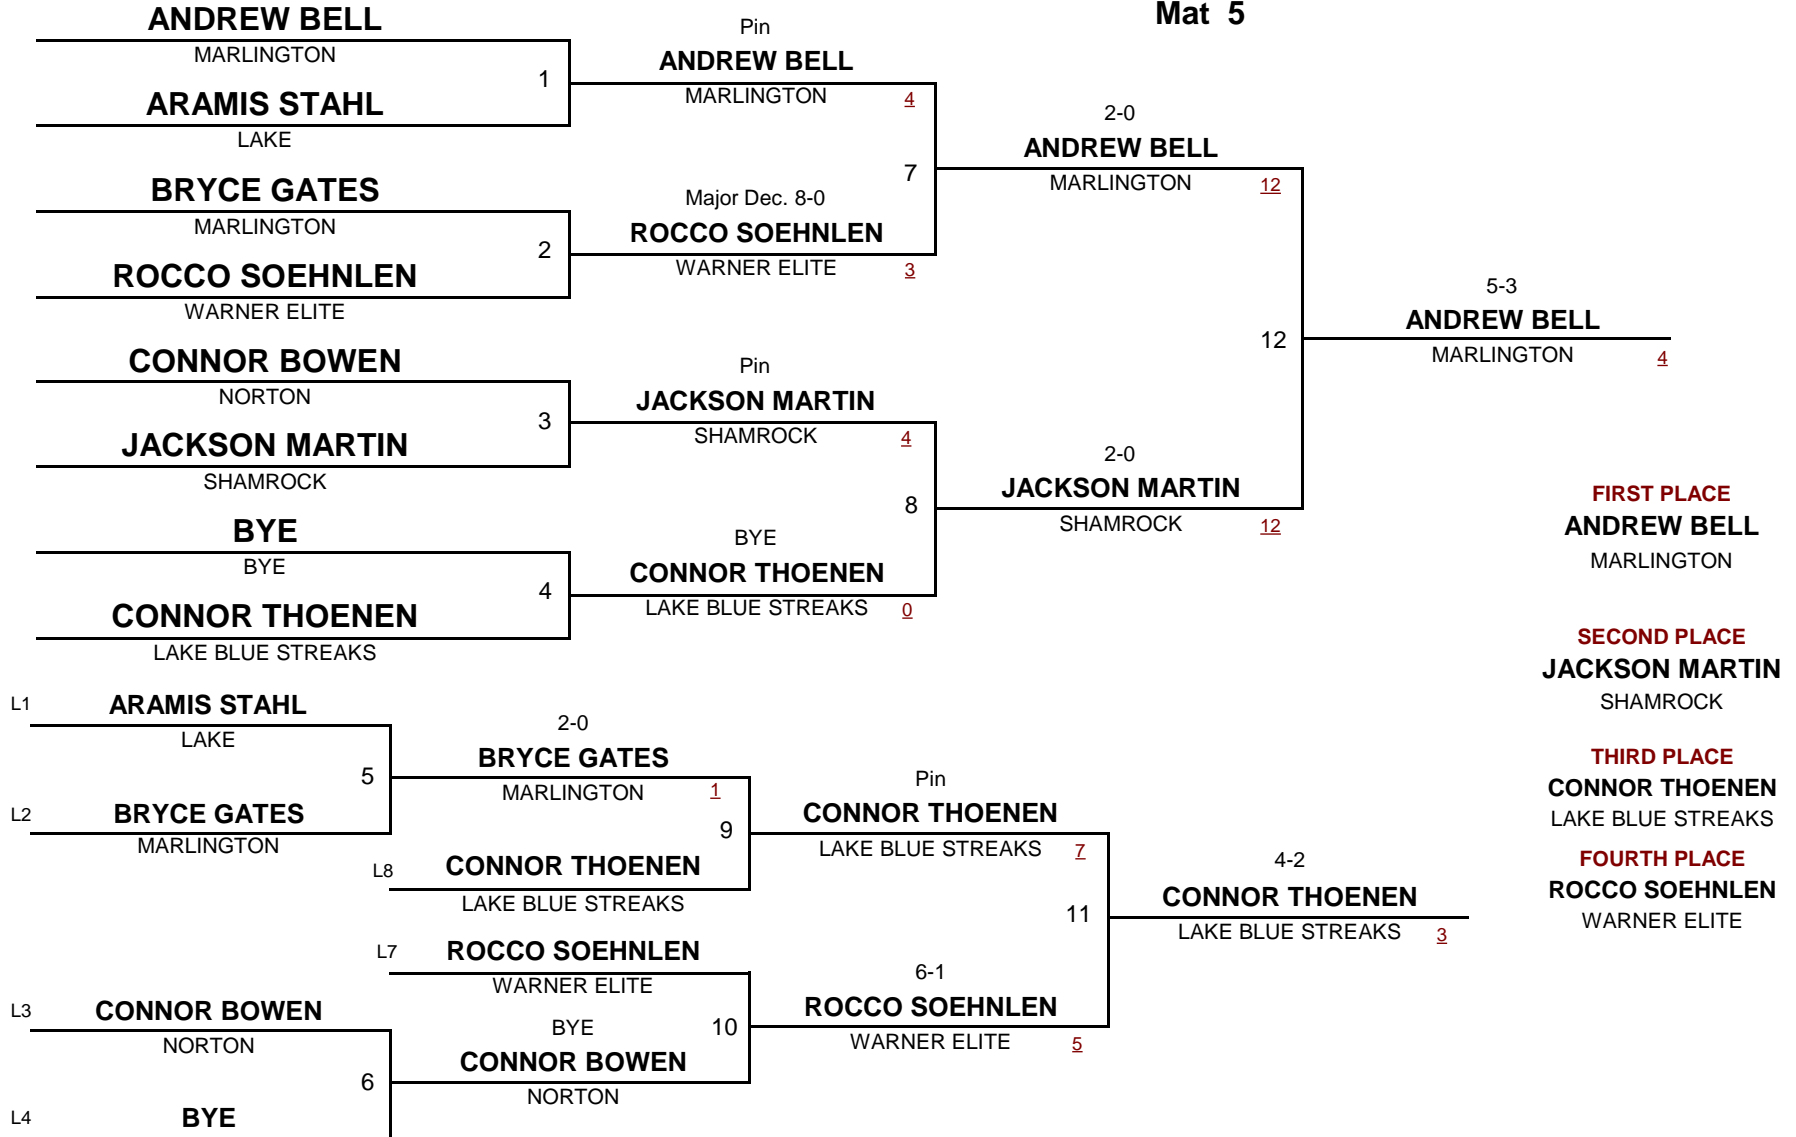 Mat 5
ANDREW BELL
MARLINGTON
1
ARAMIS STAHL
LAKE
BRYCE GATES
MARLINGTON
2
ROCCO SOEHNLEN
WARNER ELITE
CONNOR BOWEN
NORTON
3
JACKSON MARTIN
SHAMROCK
BYE
BYE
4
CONNOR THOENEN
LAKE BLUE STREAKS
Pin
ANDREW BELL
MARLINGTON 4
7
Major Dec. 8-0
ROCCO SOEHNLEN
WARNER ELITE 3
Pin
JACKSON MARTIN
SHAMROCK 4
8
BYE
CONNOR THOENEN
LAKE BLUE STREAKS 0
2-0
ANDREW BELL
MARLINGTON 12
12
2-0
JACKSON MARTIN
SHAMROCK 12
5-3
ANDREW BELL
MARLINGTON 4
FIRST PLACE
ANDREW BELL
MARLINGTON
SECOND PLACE
JACKSON MARTIN
SHAMROCK
THIRD PLACE
CONNOR THOENEN
LAKE BLUE STREAKS
FOURTH PLACE
ROCCO SOEHNLEN
WARNER ELITE
L1 ARAMIS STAHL
LAKE
5
L2 BRYCE GATES
MARLINGTON
L3 CONNOR BOWEN
NORTON
6
L4 BYE
2-0
BRYCE GATES
MARLINGTON 1
9
L8 CONNOR THOENEN
LAKE BLUE STREAKS
L7 ROCCO SOEHNLEN
WARNER ELITE
10
BYE
CONNOR BOWEN
NORTON
Pin
CONNOR THOENEN
LAKE BLUE STREAKS 7
11
6-1
ROCCO SOEHNLEN
WARNER ELITE 5
4-2
CONNOR THOENEN
LAKE BLUE STREAKS 3